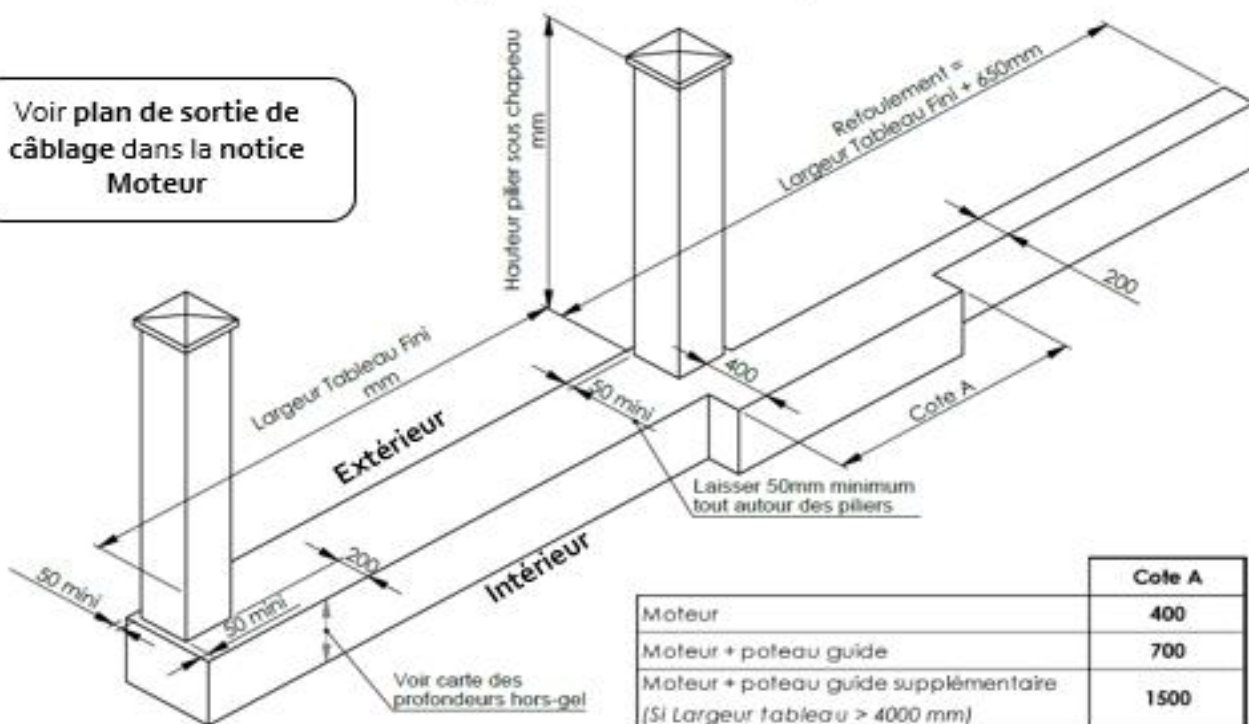 Voir plan de sortie de
câblage dans la notice
Moteur
Hauteur pilier sous chapeau
mm
Refoulement =
Largeur Tableau Fini + 650mm
200
Largeur Tableau Fini
mm
400
50 mini
Cote A
Extérieur
Laisser 50mm minimum
tout autour des piliers
200
Intérieur
50 mini
50 mini
Voir carte des
profondeurs hors-gel
Cote A
Moteur 400
Moteur + poteau guide 700
Moteur + poteau guide supplémentaire
(Si Largeur tableau > 4000 mm) 1500